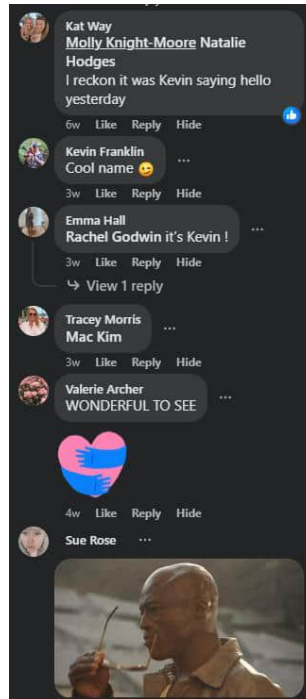 Kat Way
Molly Knight-Moore Natalie
Hodges
I reckon it was Kevin saying hello
yesterday
6w Like Reply Hide
Kevin Franklin
Cool name 😉
3w Like Reply Hide
Emma Hall
Rachel Godwin it's Kevin !
3w Like Reply Hide
View 1 reply
Tracey Morris
Mac Kim
3w Like Reply Hide
Valerie Archer
WONDERFUL TO SEE
4w Like Reply Hide
Sue Rose